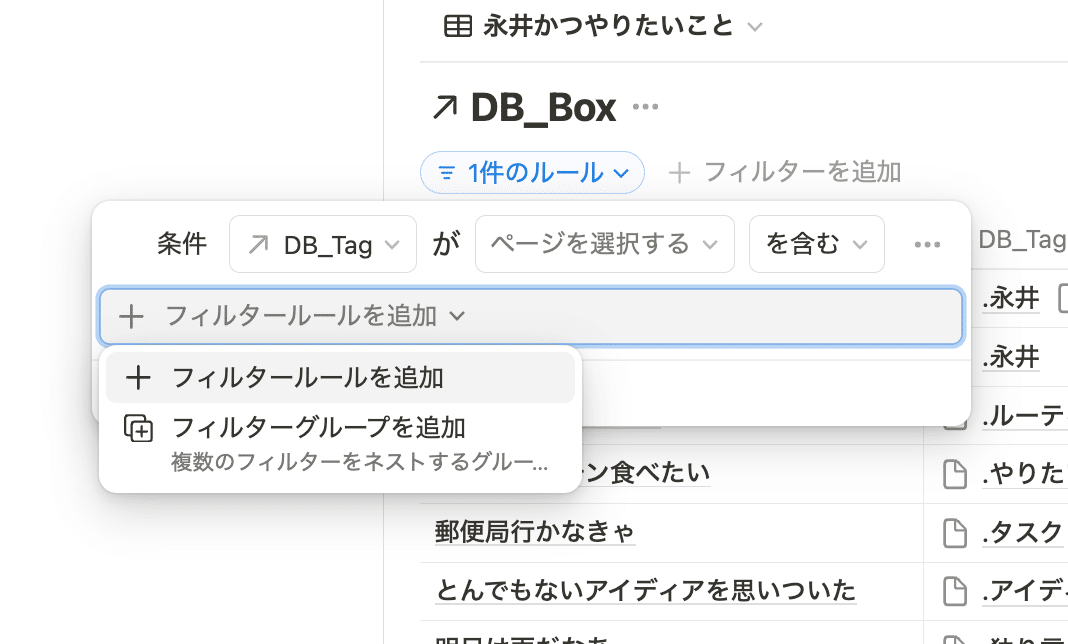 永井かつやりたいこと
DB_Box
1件のルール
フィルターを追加
条件 DB_Tag が ページを選択する を含む
DB_Tag
フィルタールールを追加
.永井
フィルタールールを追加
.永井
フィルターグループを追加
複数のフィルターをネストするグルー...
.ルーテ
ン食べたい
.やりた
郵便局行かなきゃ
.タスク
とんでもないアイディアを思いついた
.アイデ